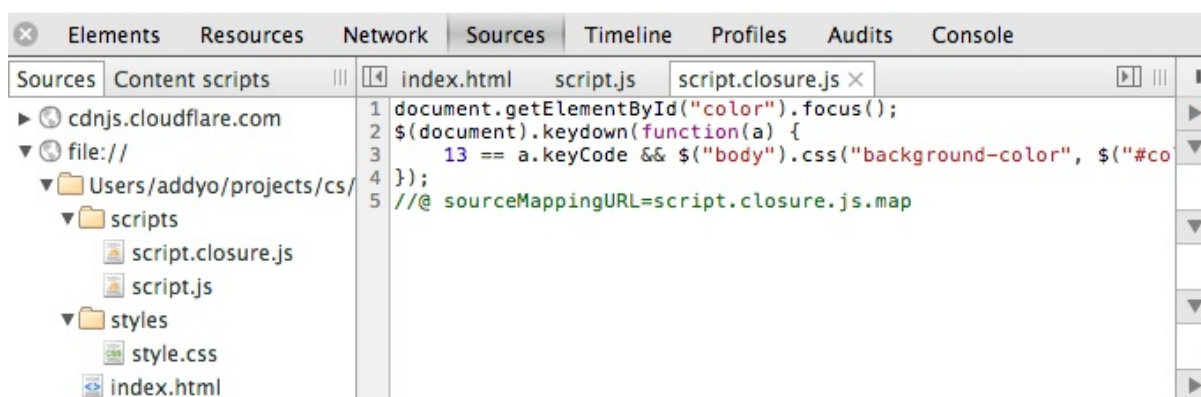 Elements Resources Network Sources Timeline Profiles Audits Console
Sources Content scripts
index.html script.js script.closure.js
cdnjs.cloudflare.com
file://
Users/addyo/projects/cs/
scripts
script.closure.js
script.js
styles
style.css
index.html
1 document.getElementById("color").focus();
2 $(document).keydown(function(a) {
3 13 == a.keyCode && $("body").css("background-color", $("#co
4 });
5 //@ sourceMappingURL=script.closure.js.map